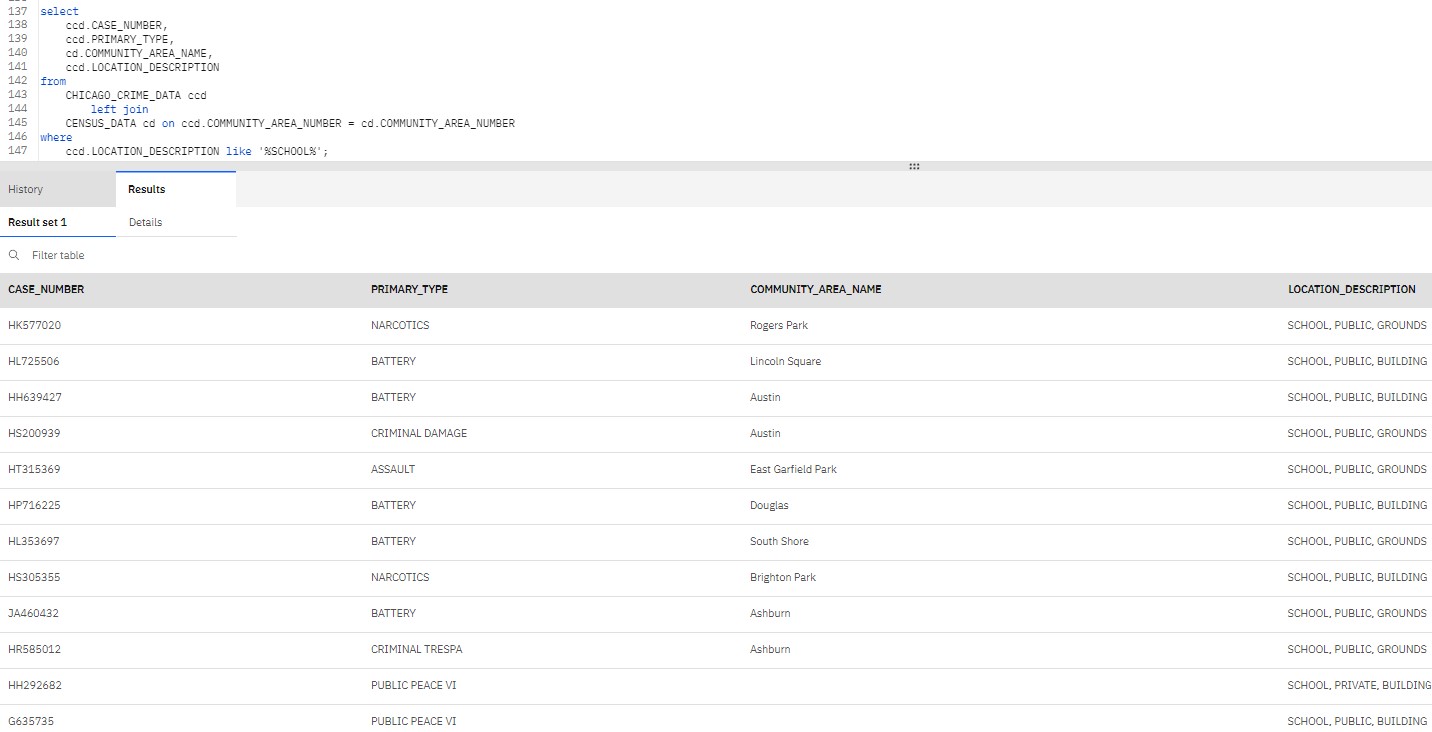 137 select
138 ccd.CASE_NUMBER,
139 ccd.PRIMARY_TYPE,
140 cd.COMMUNITY_AREA_NAME,
141 ccd.LOCATION_DESCRIPTION
142 from
143 CHICAGO_CRIME_DATA ccd
144 left join
145 CENSUS_DATA cd on ccd.COMMUNITY_AREA_NUMBER = cd.COMMUNITY_AREA_NUMBER
146 where
147 ccd.LOCATION_DESCRIPTION like '%SCHOOL%';
History Results
Result set 1 Details
Filter table
CASE_NUMBER PRIMARY_TYPE COMMUNITY_AREA_NAME LOCATION_DESCRIPTION
HK577020 NARCOTICS Rogers Park SCHOOL, PUBLIC, GROUNDS
HL725506 BATTERY Lincoln Square SCHOOL, PUBLIC, BUILDING
HH639427 BATTERY Austin SCHOOL, PUBLIC, BUILDING
HS200939 CRIMINAL DAMAGE Austin SCHOOL, PUBLIC, GROUNDS
HT315369 ASSAULT East Garfield Park SCHOOL, PUBLIC, GROUNDS
HP716225 BATTERY Douglas SCHOOL, PUBLIC, BUILDING
HL353697 BATTERY South Shore SCHOOL, PUBLIC, GROUNDS
HS305355 NARCOTICS Brighton Park SCHOOL, PUBLIC, BUILDING
JA460432 BATTERY Ashburn SCHOOL, PUBLIC, GROUNDS
HR585012 CRIMINAL TRESPA Ashburn SCHOOL, PUBLIC, GROUNDS
HH292682 PUBLIC PEACE VI SCHOOL, PRIVATE, BUILDING
G635735 PUBLIC PEACE VI SCHOOL, PUBLIC, BUILDING